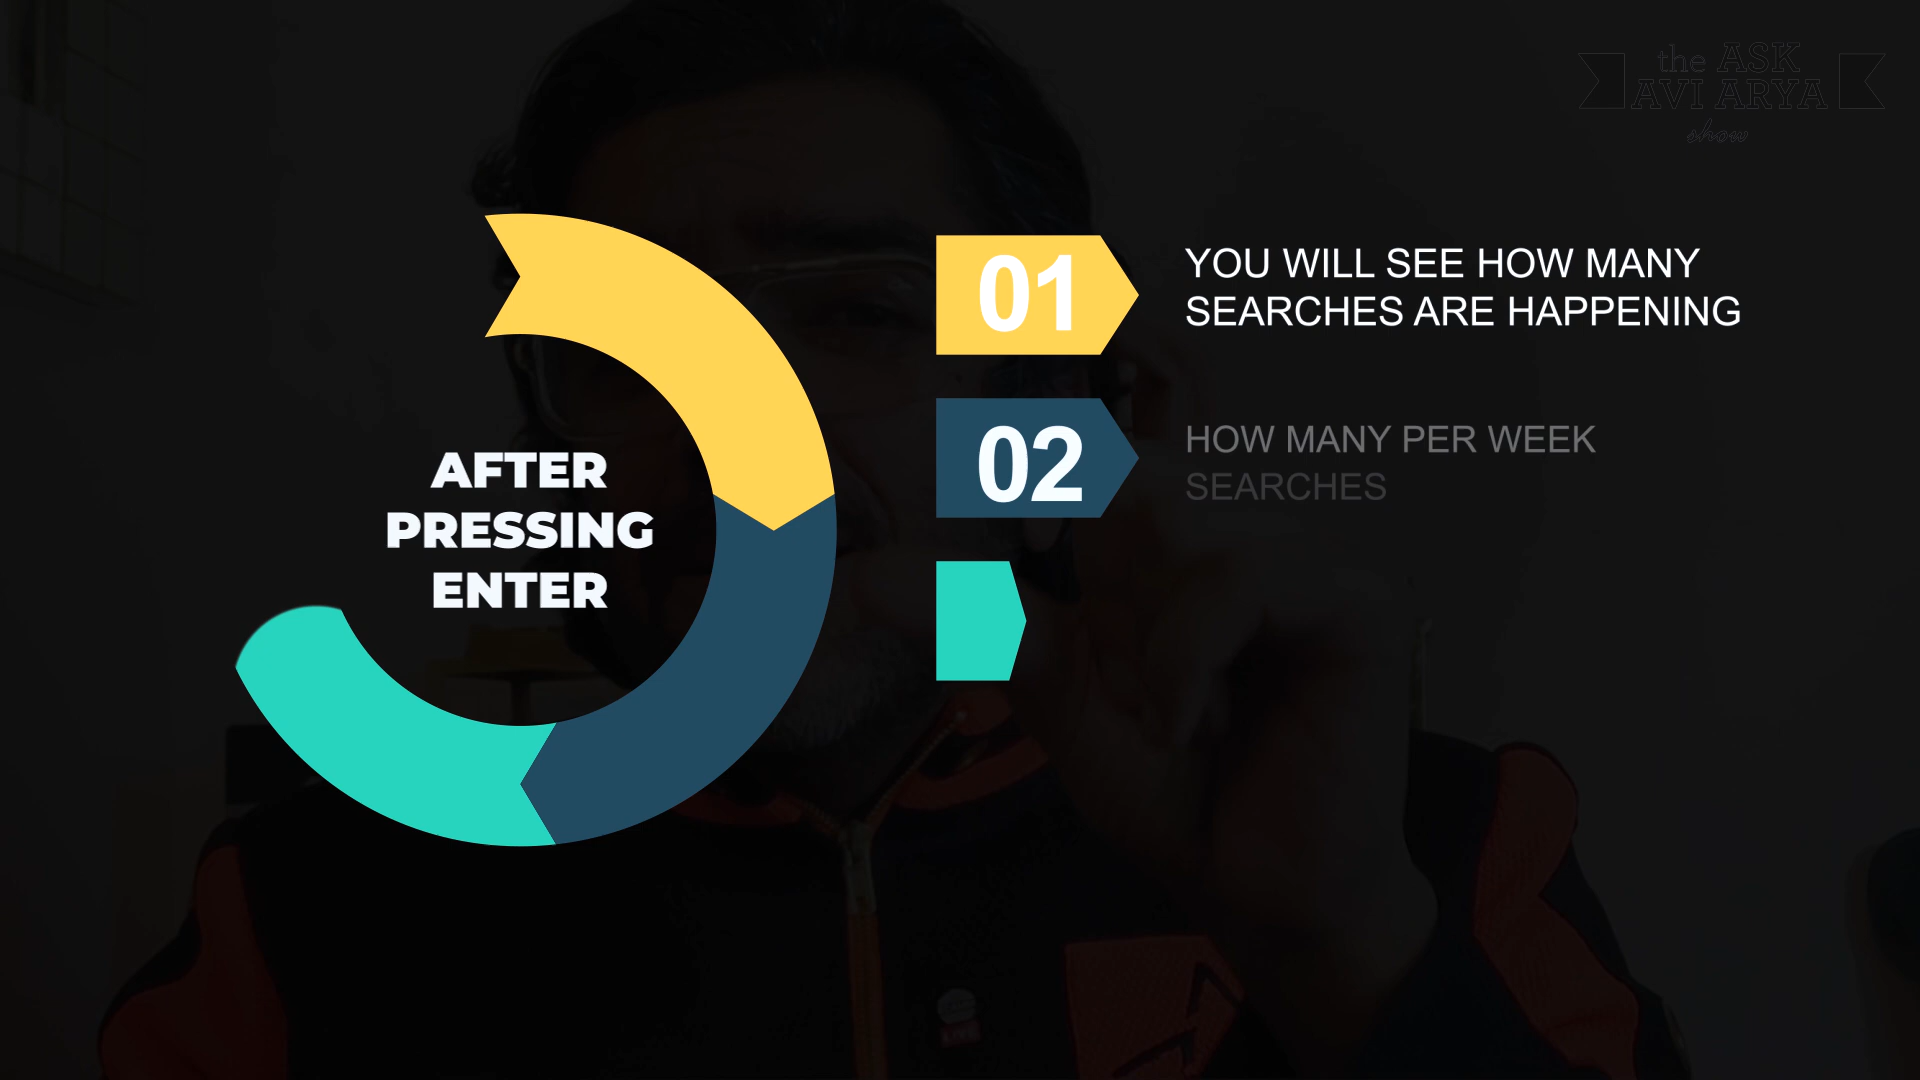 the ASK
AVI ARYA
show
01
YOU WILL SEE HOW MANY
SEARCHES ARE HAPPENING
02
HOW MANY PER WEEK
SEARCHES
AFTER
PRESSING
ENTER